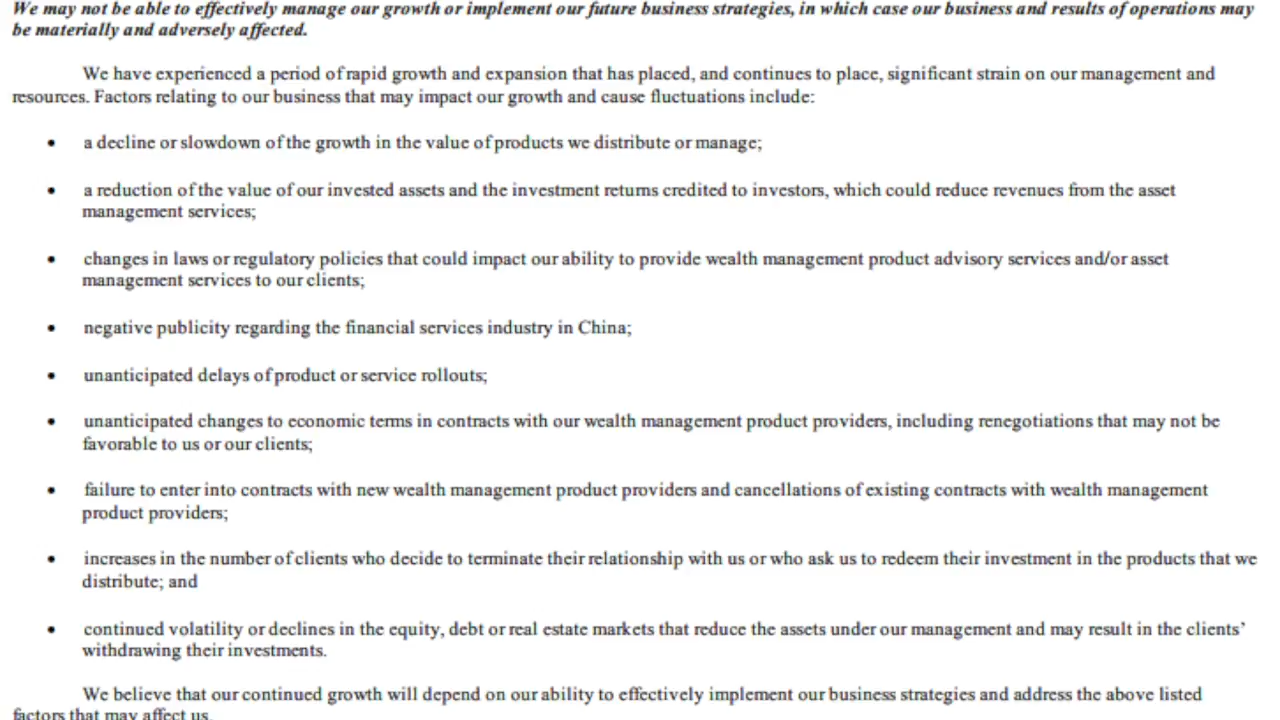 We may not be able to effectively manage our growth or implement our future business strategies, in which case our business and results of operations may
be materially and adversely affected.
We have experienced a period of rapid growth and expansion that has placed, and continues to place, significant strain on our management and
resources. Factors relating to our business that may impact our growth and cause fluctuations include:
• a decline or slowdown of the growth in the value of products we distribute or manage;
• a reduction of the value of our invested assets and the investment returns credited to investors, which could reduce revenues from the asset
management services;
• changes in laws or regulatory policies that could impact our ability to provide wealth management product advisory services and/or asset
management services to our clients;
• negative publicity regarding the financial services industry in China;
• unanticipated delays of product or service rollouts;
• unanticipated changes to economic terms in contracts with our wealth management product providers, including renegotiations that may not be
favorable to us or our clients;
• failure to enter into contracts with new wealth management product providers and cancellations of existing contracts with wealth management
product providers;
• increases in the number of clients who decide to terminate their relationship with us or who ask us to redeem their investment in the products that we
distribute; and
• continued volatility or declines in the equity, debt or real estate markets that reduce the assets under our management and may result in the clients’
withdrawing their investments.
We believe that our continued growth will depend on our ability to effectively implement our business strategies and address the above listed
factors that may affect us.